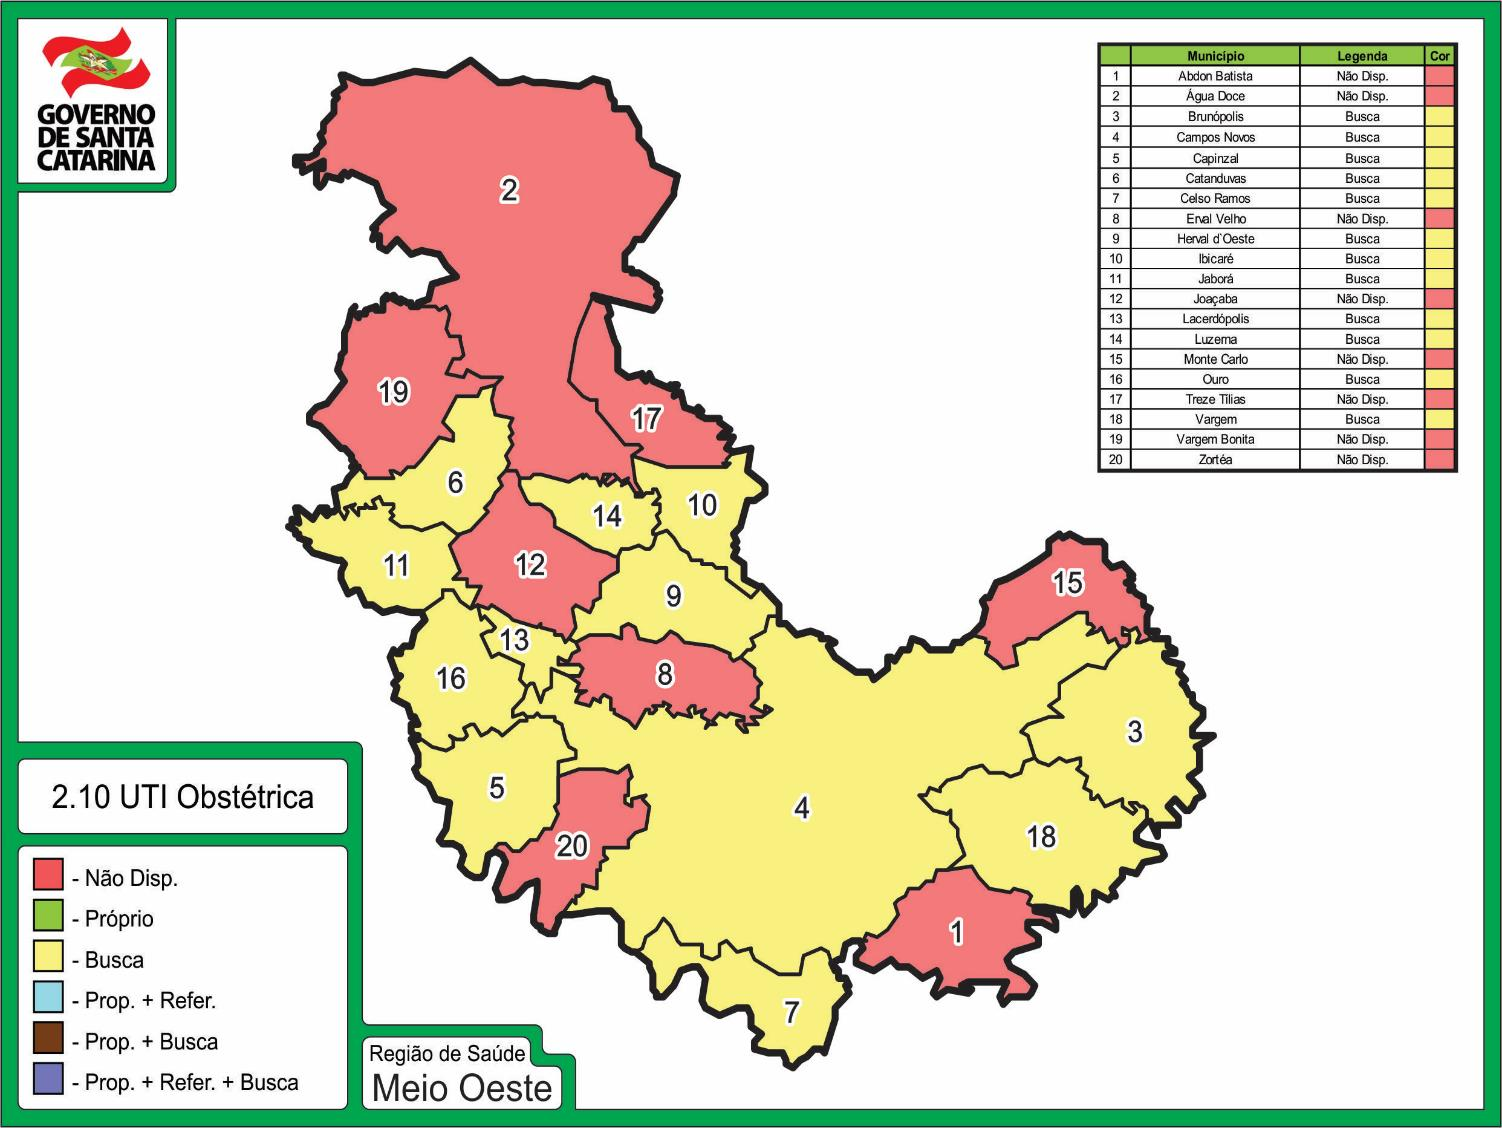 GOVERNO
DE SANTA
CATARINA
Município Legenda Cor
1 Abdon Batista Não Disp.
2 Água Doce Não Disp.
3 Brunópolis Busca
4 Campos Novos Busca
5 Capinzal Busca
6 Catanduvas Busca
7 Celso Ramos Busca
8 Erval Velho Não Disp.
9 Herval d`Oeste Busca
10 Ibicaré Busca
11 Jaborá Busca
12 Joaçaba Não Disp.
13 Lacerdópolis Busca
14 Luzerna Busca
15 Monte Carlo Não Disp.
16 Ouro Busca
17 Treze Tílias Não Disp.
18 Vargem Busca
19 Vargem Bonita Não Disp.
20 Zortéa Não Disp.
2
19
17
6
14
10
11
12
9
15
13
16
8
3
5
4
20
18
1
7
2.10 UTI Obstétrica
- Não Disp.
- Próprio
- Busca
- Prop. + Refer.
- Prop. + Busca
- Prop. + Refer. + Busca
Região de Saúde
Meio Oeste